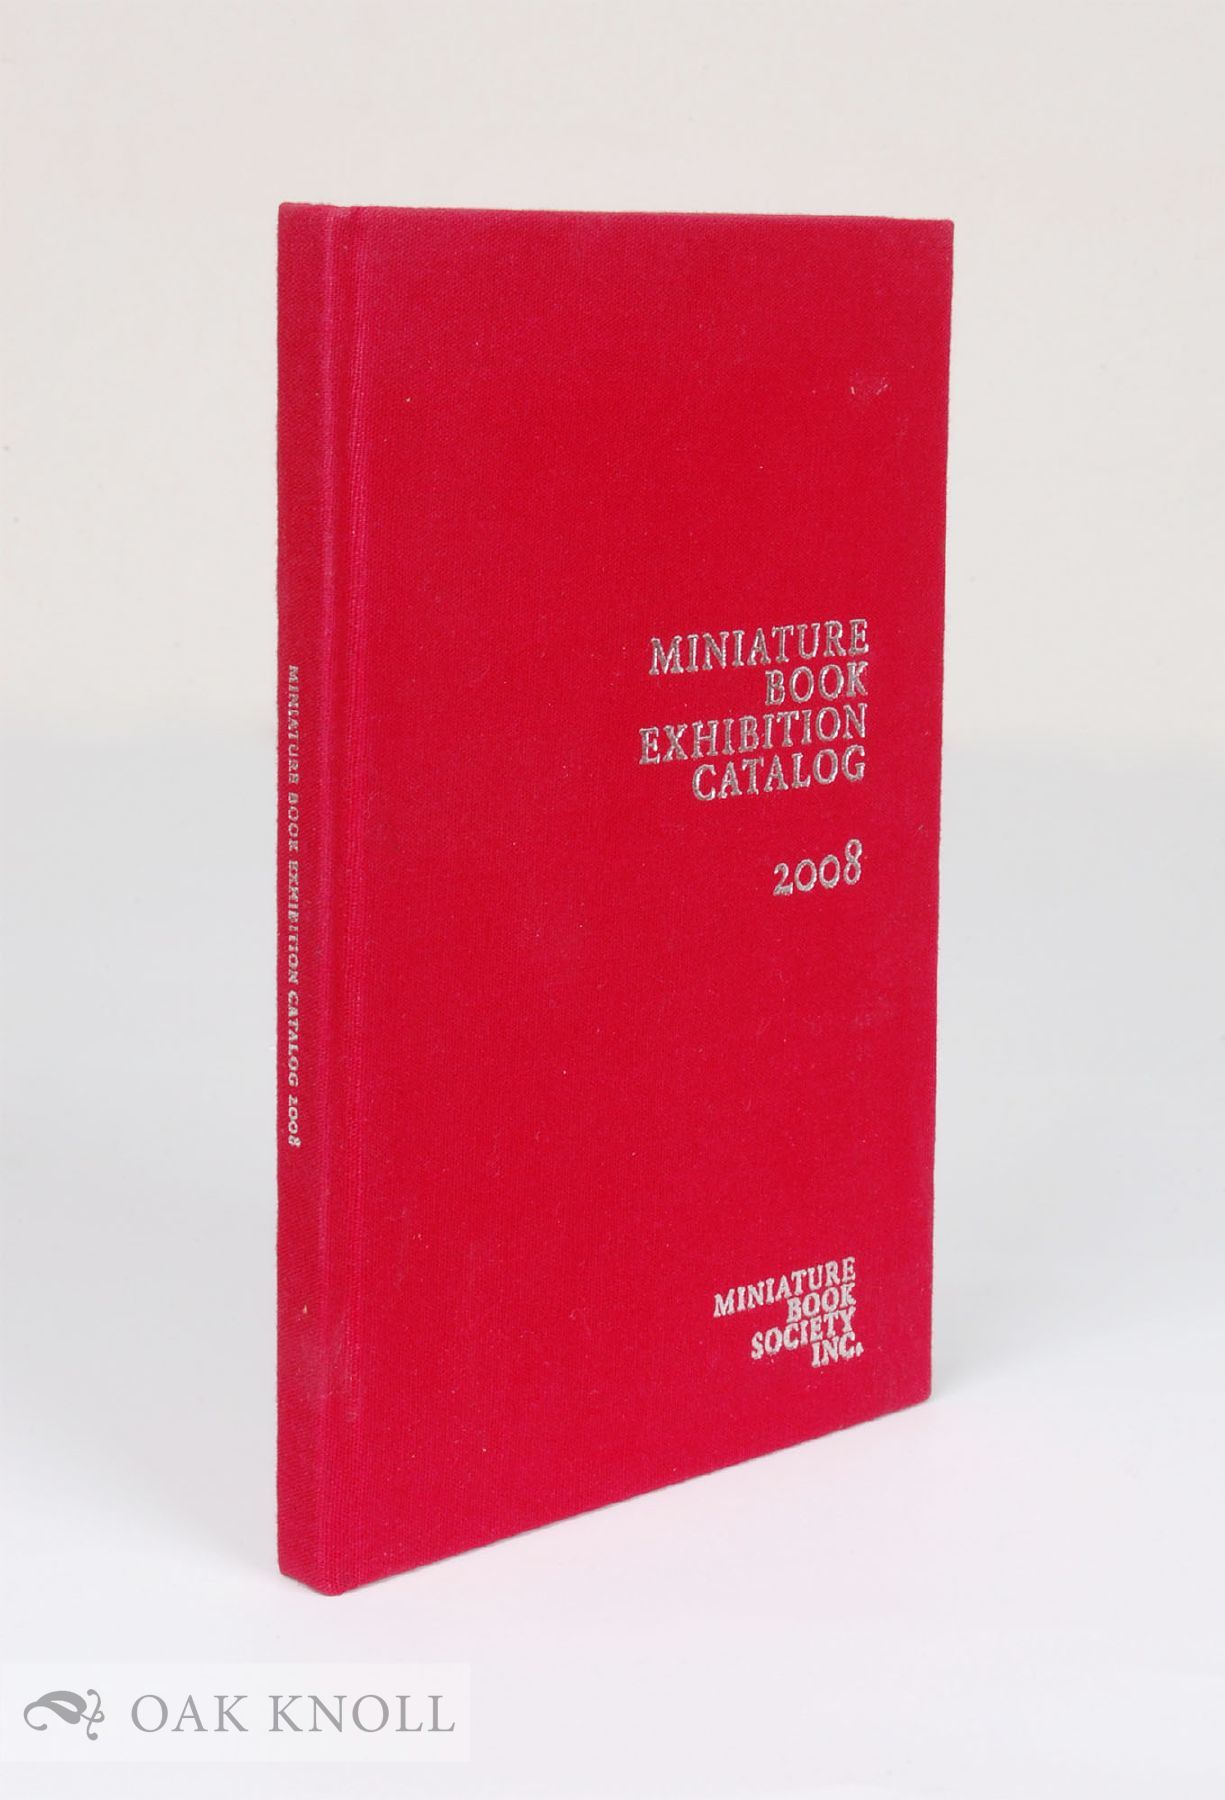 MINIATURE
BOOK
EXHIBITION
CATALOG
2008
MINIATURE
BOOK
SOCIETY
INC.
MINIATURE BOOK EXHIBITION CATALOG 2008
OAK KNOLL